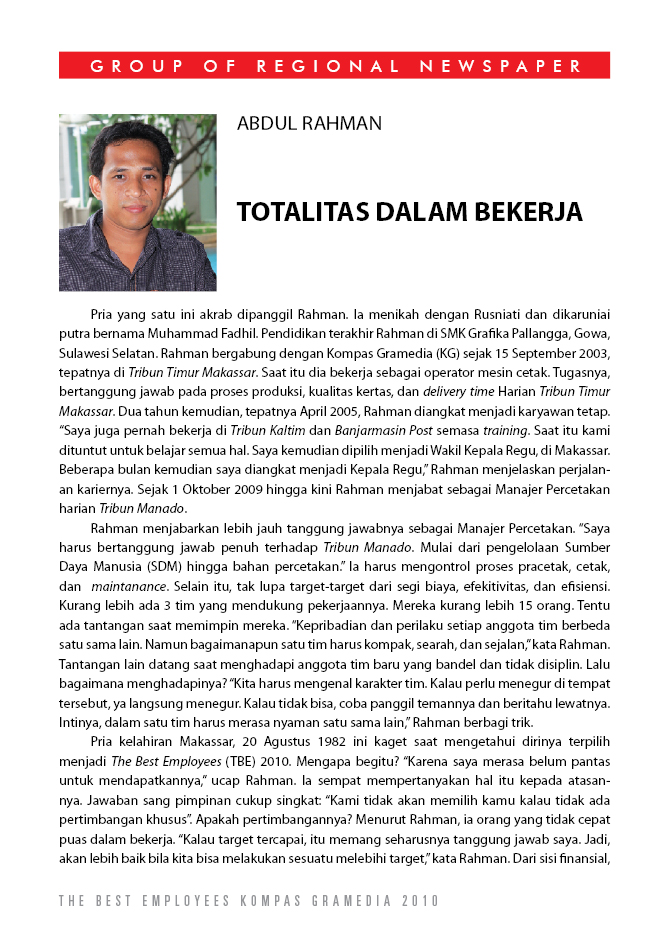 GROUP OF REGIONAL NEWSPAPER
ABDUL RAHMAN
TOTALITAS DALAM BEKERJA
Pria yang satu ini akrab dipanggil Rahman. Ia menikah dengan Rusniati dan dikaruniai
putra bernama Muhammad Fadhil. Pendidikan terakhir Rahman di SMK Grafika Pallangga, Gowa,
Sulawesi Selatan. Rahman bergabung dengan Kompas Gramedia (KG) sejak 15 September 2003,
tepatnya di Tribun Timur Makassar. Saat itu dia bekerja sebagai operator mesin cetak. Tugasnya,
bertanggung jawab pada proses produksi, kualitas kertas, dan delivery time Harian Tribun Timur
Makassar. Dua tahun kemudian, tepatnya April 2005, Rahman diangkat menjadi karyawan tetap.
“Saya juga pernah bekerja di Tribun Kaltim dan Banjarmasin Post semasa training. Saat itu kami
dituntut untuk belajar semua hal. Saya kemudian dipilih menjadi Wakil Kepala Regu, di Makassar.
Beberapa bulan kemudian saya diangkat menjadi Kepala Regu,” Rahman menjelaskan perjalan-
an kariernya. Sejak 1 Oktober 2009 hingga kini Rahman menjabat sebagai Manajer Percetakan
harian Tribun Manado.
Rahman menjabarkan lebih jauh tanggung jawabnya sebagai Manajer Percetakan. “Saya
harus bertanggung jawab penuh terhadap Tribun Manado. Mulai dari pengelolaan Sumber
Daya Manusia (SDM) hingga bahan percetakan.” Ia harus mengontrol proses pracetak, cetak,
dan maintanance. Selain itu, tak lupa target-target dari segi biaya, efekitivitas, dan efisiensi.
Kurang lebih ada 3 tim yang mendukung pekerjaannya. Mereka kurang lebih 15 orang. Tentu
ada tantangan saat memimpin mereka. “Kepribadian dan perilaku setiap anggota tim berbeda
satu sama lain. Namun bagaimanapun satu tim harus kompak, searah, dan sejalan,” kata Rahman.
Tantangan lain datang saat menghadapi anggota tim baru yang bandel dan tidak disiplin. Lalu
bagaimana menghadapinya? “Kita harus mengenal karakter tim. Kalau perlu menegur di tempat
tersebut, ya langsung menegur. Kalau tidak bisa, coba panggil temannya dan beritahu lewatnya.
Intinya, dalam satu tim harus merasa nyaman satu sama lain,” Rahman berbagi trik.
Pria kelahiran Makassar, 20 Agustus 1982 ini kaget saat mengetahui dirinya terpilih
menjadi The Best Employees (TBE) 2010. Mengapa begitu? “Karena saya merasa belum pantas
untuk mendapatkannya,“ ucap Rahman. Ia sempat mempertanyakan hal itu kepada atasan-
nya. Jawaban sang pimpinan cukup singkat: “Kami tidak akan memilih kamu kalau tidak ada
pertimbangan khusus”. Apakah pertimbangannya? Menurut Rahman, ia orang yang tidak cepat
puas dalam bekerja. “Kalau target tercapai, itu memang seharusnya tanggung jawab saya. Jadi,
akan lebih baik bila kita bisa melakukan sesuatu melebihi target,” kata Rahman. Dari sisi finansial,
THE BEST EMPLOYEES KOMPAS GRAMEDIA 2010